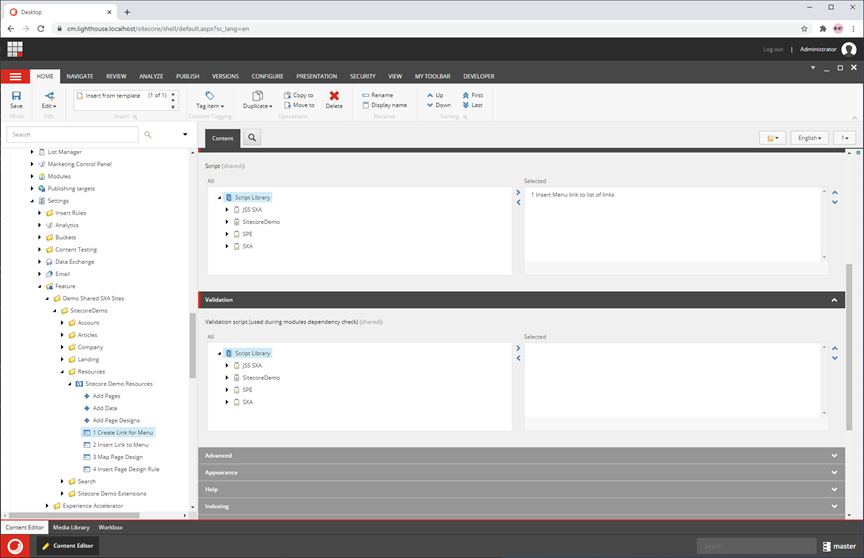 Desktop
cm.lighthouse.localhost/sitecore/shell/default.aspx?sc_lang=en
Log out | Administrator
HOME NAVIGATE REVIEW ANALYZE PUBLISH VERSIONS CONFIGURE PRESENTATION SECURITY VIEW MY TOOLBAR DEVELOPER
Save
Write
Edit
Edit
Insert from template (1 of 1)
Insert
Tag item
Content Tagging
Duplicate
Copy to
Move to
Delete
Operations
Rename
Display name
Rename
Up
Down
First
Last
Sorting
Search
Content
English
1
List Manager
Marketing Control Panel
Modules
Publishing targets
Settings
Insert Rules
Analytics
Buckets
Content Testing
Data Exchange
Email
Feature
Demo Shared SXA Sites
SitecoreDemo
Account
Articles
Company
Landing
Resources
Sitecore Demo Resources
Add Pages
Add Data
Add Page Designs
1 Create Link for Menu
2 Insert Link to Menu
3 Map Page Design
4 Insert Page Design Rule
Search
Sitecore Demo Extensions
Experience Accelerator
Script [shared]:
All
Selected
Script Library
JSS SXA
SitecoreDemo
SPE
SXA
1 Insert Menu link to list of links
Validation
Validation script (used during modules dependency check) [shared]:
All
Selected
Script Library
JSS SXA
SitecoreDemo
SPE
SXA
Advanced
Appearance
Help
Indexing
Content Editor Media Library Workbox
Content Editor
Search
master